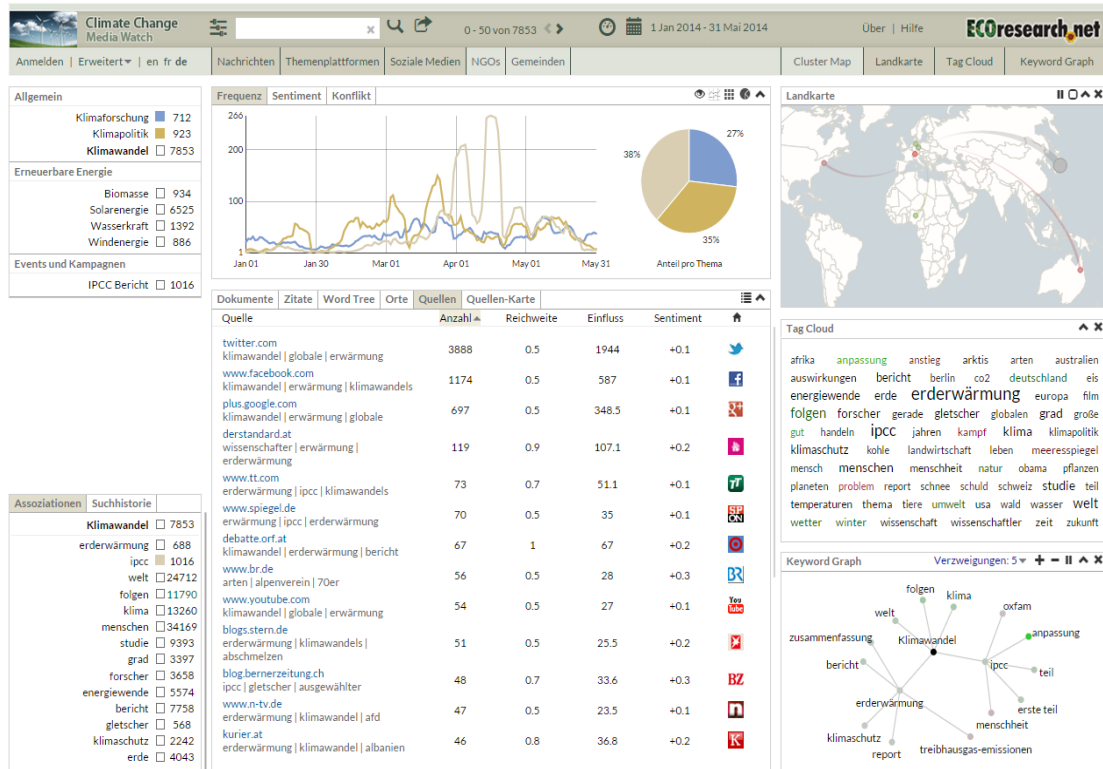 Climate Change
Media Watch
0 - 50 von 7853
1 Jan 2014 - 31 Mai 2014
Über | Hilfe
ECOresearch.net
Anmelden | Erweitert | en fr de
Nachrichten Themenplattformen Soziale Medien NGOs Gemeinden
Cluster Map Landkarte Tag Cloud Keyword Graph
Allgemein
Klimaforschung 712
Klimapolitik 923
Klimawandel 7853
Erneuerbare Energie
Biomasse 934
Solarenergie 6525
Wasserkraft 1392
Windenergie 886
Events und Kampagnen
IPCC Bericht 1016
Assoziationen Suchhistorie
Klimawandel 7853
erderwärmung 688
ipcc 1016
welt 24712
folgen 11790
klima 13260
menschen 34169
studie 9393
grad 3397
forscher 3658
energiewende 5574
bericht 7758
gletscher 568
klimaschutz 2242
erde 4043
Frequenz Sentiment Konflikt
266
200
100
1
Jan 01 Jan 30 Mar 01 Apr 01 May 01 May 31
27%
38%
35%
Anteil pro Thema
Dokumente Zitate Word Tree Orte Quellen Quellen-Karte
Quelle Anzahl Reichweite Einfluss Sentiment
twitter.com
klimawandel | globale | erwärmung
3888 0.5 1944 +0.1
www.facebook.com
klimawandel | erwärmung | klimawandels
1174 0.5 587 +0.1
plus.google.com
klimawandel | erwärmung | globale
697 0.5 348.5 +0.1
derstandard.at
wissenschafter | erwärmung |
erderwärmung
119 0.9 107.1 +0.2
www.tt.com
erderwärmung | ipcc | klimawandels
73 0.7 51.1 +0.1
TT
www.spiegel.de
erwärmung | ipcc | erderwärmung
70 0.5 35 +0.1
SP
ON
debatte.orf.at
klimawandel | erderwärmung | bericht
67 1 67 +0.2
www.br.de
arten | alpenverein | 70er
56 0.5 28 +0.3
BR
www.youtube.com
klimawandel | globale | erwärmung
54 0.5 27 +0.1
You
Tube
blogs.stern.de
erderwärmung | klimawandels |
abschmelzen
51 0.5 25.5 +0.2
blog.bernerzeitung.ch
ipcc | gletscher | ausgewählter
48 0.7 33.6 +0.3
BZ
www.n-tv.de
erderwärmung | klimawandel | afd
47 0.5 23.5 +0.1
n
kurier.at
erderwärmung | klimawandel | albanien
46 0.8 36.8 +0.2
K
Landkarte
Tag Cloud
afrika anpassung anstieg arktis arten australien
auswirkungen bericht berlin co2 deutschland eis
energiewende erde erderwärmung europa film
folgen forscher gerade gletscher globalen grad große
gut handeln ipcc jahren kampf klima klimapolitik
klimaschutz kohle landwirtschaft leben meeresspiegel
mensch menschen menschheit natur obama pflanzen
planeten problem report schnee schuld schweiz studie teil
temperaturen thema tiere umwelt usa wald wasser welt
wetter winter wissenschaft wissenschaftler zeit zukunft
Keyword Graph
Verzweigungen: 5
folgen
klima
welt
oxfam
zusammenfassung
Klimawandel
anpassung
bericht
ipcc
teil
erderwärmung
erste teil
menschheit
klimaschutz
report
treibhausgas-emissionen